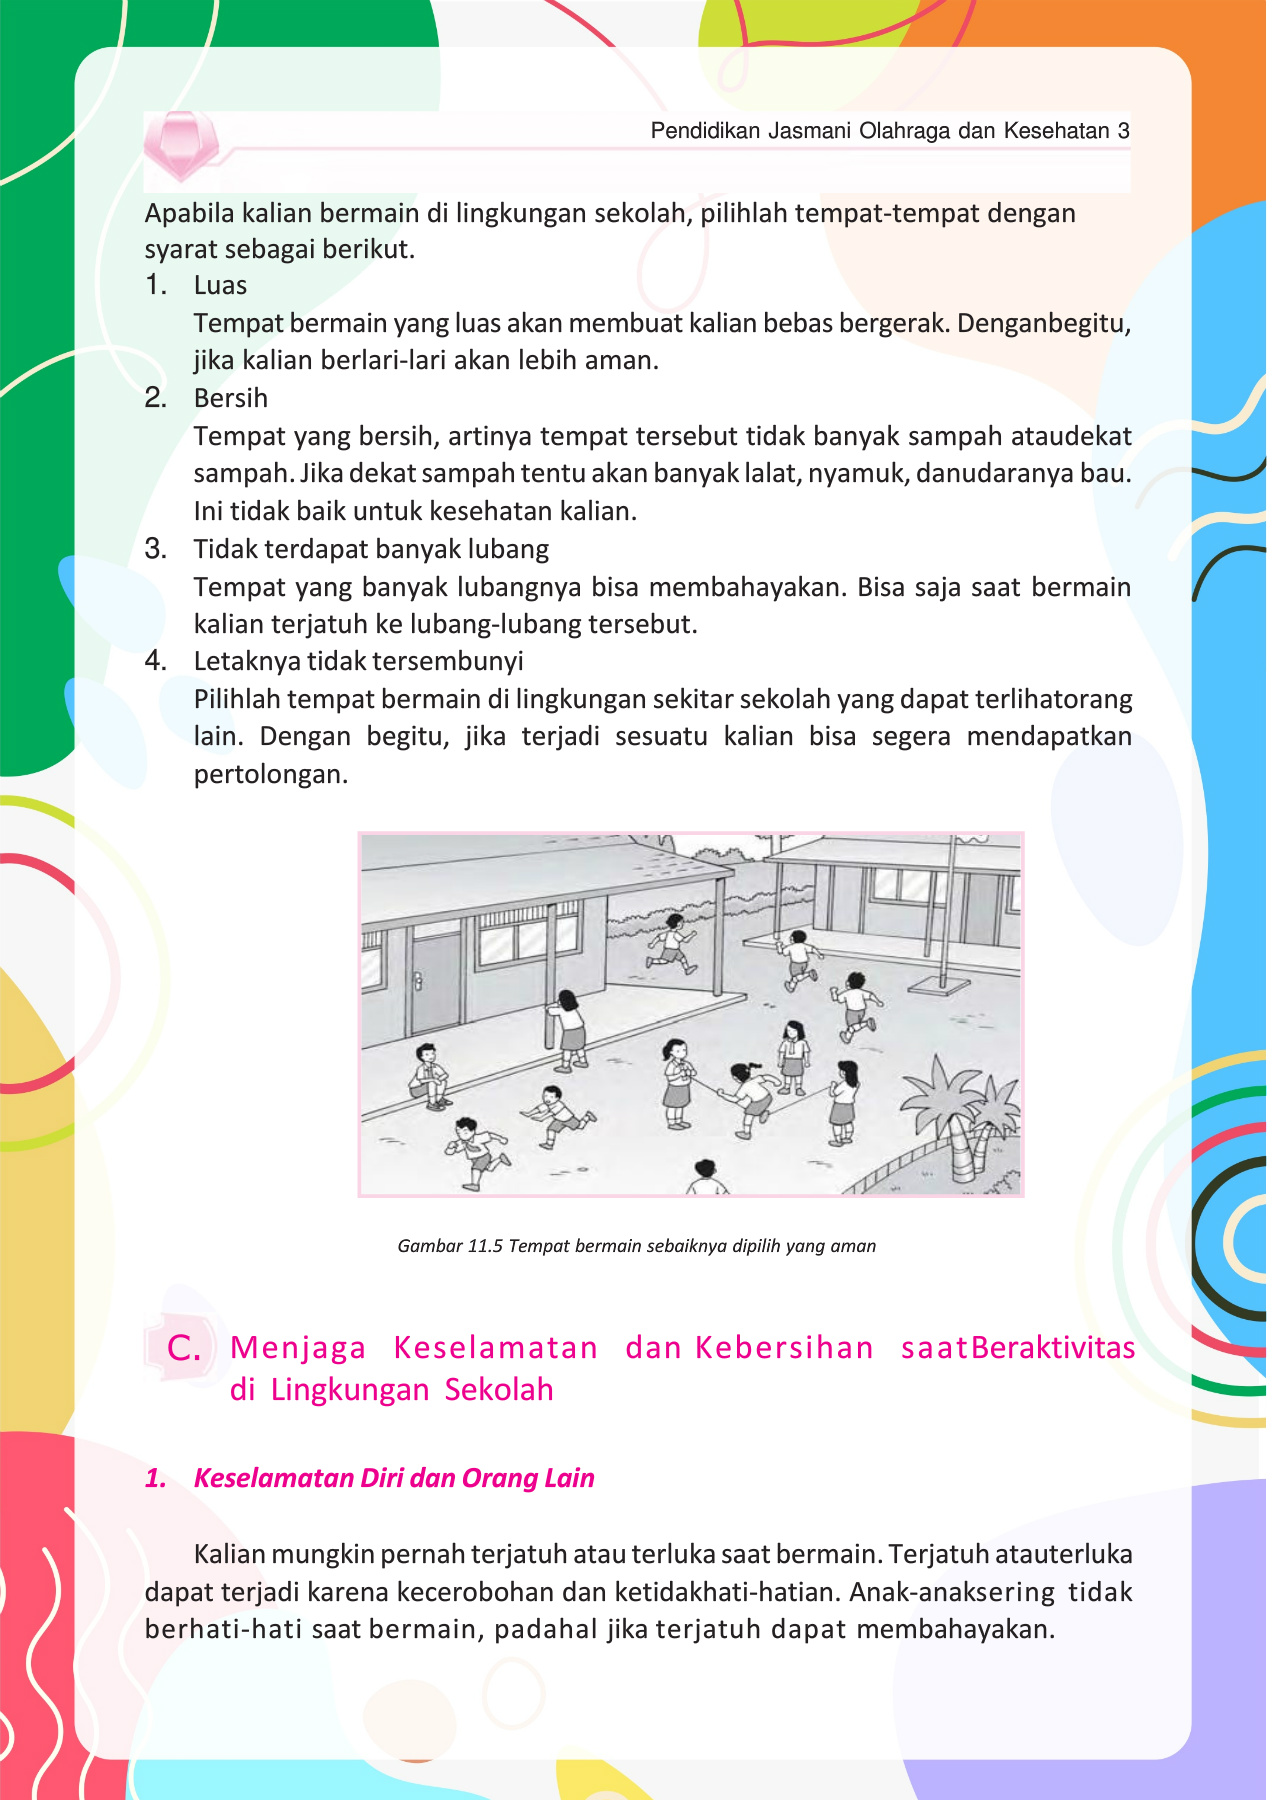 Pendidikan Jasmani Olahraga dan Kesehatan 3
Apabila kalian bermain di lingkungan sekolah, pilihlah tempat-tempat dengan
syarat sebagai berikut.
1. Luas
Tempat bermain yang luas akan membuat kalian bebas bergerak. Denganbegitu,
jika kalian berlari-lari akan lebih aman.
2. Bersih
Tempat yang bersih, artinya tempat tersebut tidak banyak sampah ataudekat
sampah. Jika dekat sampah tentu akan banyak lalat, nyamuk, danudaranya bau.
Ini tidak baik untuk kesehatan kalian.
3. Tidak terdapat banyak lubang
Tempat yang banyak lubangnya bisa membahayakan. Bisa saja saat bermain
kalian terjatuh ke lubang-lubang tersebut.
4. Letaknya tidak tersembunyi
Pilihlah tempat bermain di lingkungan sekitar sekolah yang dapat terlihatorang
lain. Dengan begitu, jika terjadi sesuatu kalian bisa segera mendapatkan
pertolongan.
Gambar 11.5 Tempat bermain sebaiknya dipilih yang aman
C. Menjaga Keselamatan dan Kebersihan saatBeraktivitas
di Lingkungan Sekolah
1. Keselamatan Diri dan Orang Lain
Kalian mungkin pernah terjatuh atau terluka saat bermain. Terjatuh atauterluka
dapat terjadi karena kecerobohan dan ketidakhati-hatian. Anak-anaksering tidak
berhati-hati saat bermain, padahal jika terjatuh dapat membahayakan.